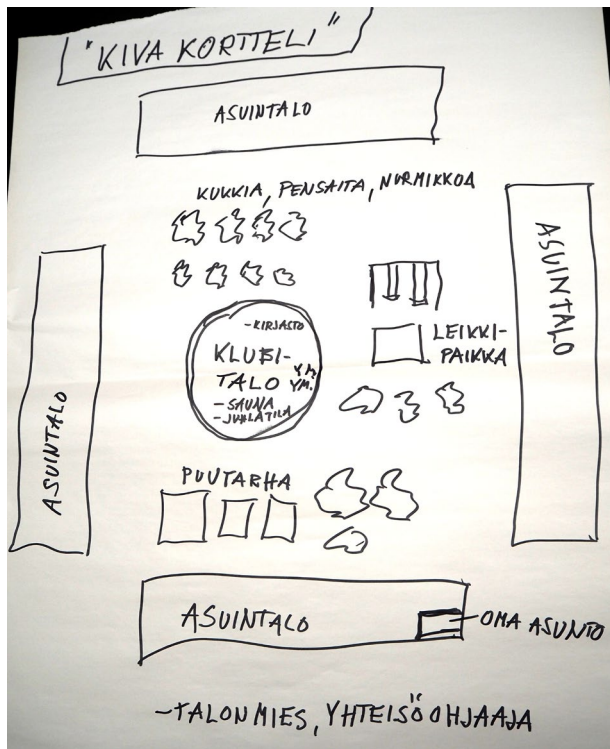 "KIVA KORTTELI"
ASUINTALO
KUKKIA, PENSAITA, NURMIKKOA
ASUINTALO
ASUINTALO
LEIKKI-
PAIKKA
- KIRJASTO
KLUBI-
TALO
YM.
YM.
- SAUNA
- JUHLATILA
PUUTARHA
ASUINTALO
OMA ASUNTO
- TALONMIES, YHTEISÖOHJAAJA